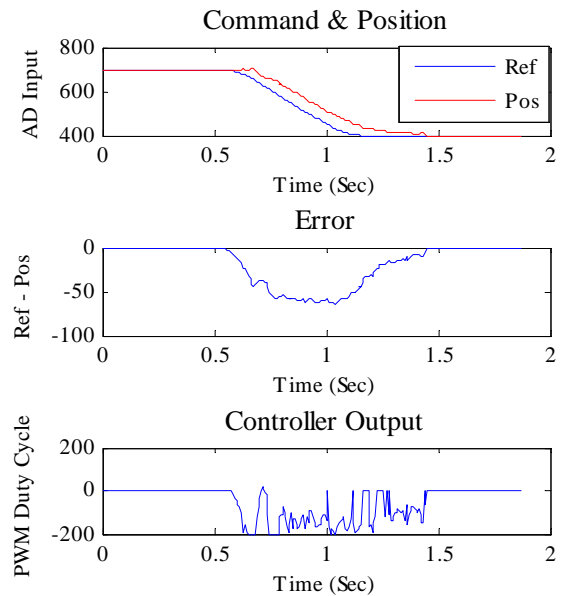 Command & Position
800
600
400
AD Input
Ref
Pos
0 0.5 1 1.5 2
Time (Sec)
Error
0
-50
-100
Ref - Pos
0 0.5 1 1.5 2
Time (Sec)
Controller Output
200
0
-200
PWM Duty Cycle
0 0.5 1 1.5 2
Time (Sec)